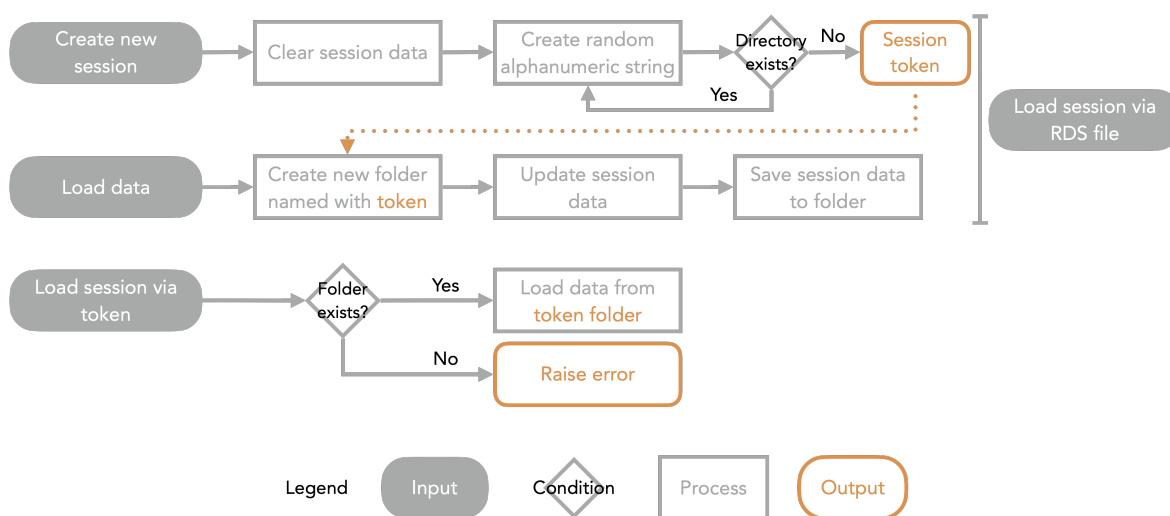 Create new
session
Clear session data
Create random
alphanumeric string
Directory
exists?
No
Yes
Session
token
Load session via
RDS file
Load data
Create new folder
named with token
Update session
data
Save session data
to folder
Load session via
token
Folder
exists?
Yes
Load data from
token folder
No
Raise error
Legend
Input
Condition
Process
Output